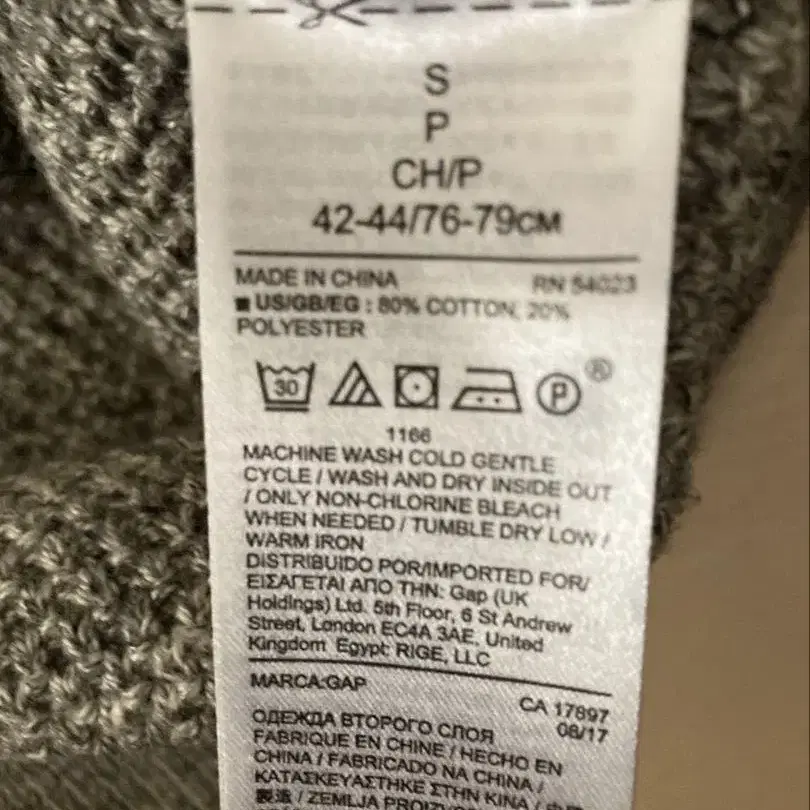 S
P
CH/P
42-44/76-79CM
MADE IN CHINA RN 54023
■ US/GB/EG : 80% COTTON, 20%
POLYESTER
30 P ®
1166
MACHINE WASH COLD GENTLE
CYCLE / WASH AND DRY INSIDE OUT
/ ONLY NON-CHLORINE BLEACH
WHEN NEEDED / TUMBLE DRY LOW /
WARM IRON
DISTRIBUIDO POR/IMPORTED FOR/
ΕΙΣΑΓΕΤΑΙ ΑΠΟ ΤΗΝ: Gap (UK
Holdings) Ltd. 5th Floor, 6 St Andrew
Street, London EC4A 3AE, United
Kingdom Egypt: RIGE, LLC
MARCA:GAP
CA 17897
ОДЕЖДА ВТОРОГО СЛОЯ 08/17
FABRIQUE EN CHINE / HECHO EN
CHINA / FABRICADO NA CHINA /
ΚΑΤΑΣΚΕΥΑΣΤΗΚΕ ΣΤΗΝ ΚΙΝΑ /
製造 / ZEMLJA